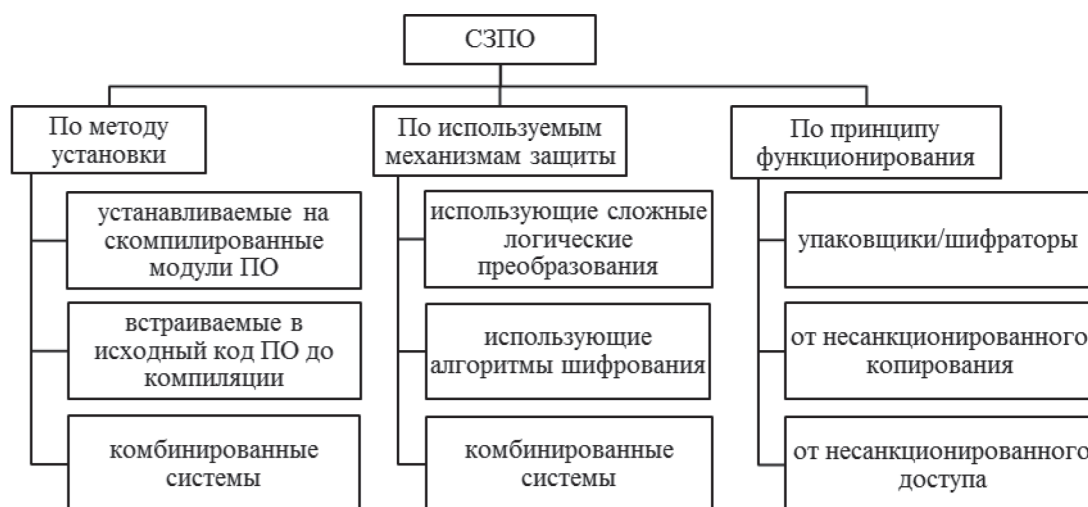 СЗПО
По методу
установки
устанавливаемые на
скомпилированные
модули ПО
встраиваемые в
исходный код ПО до
компиляции
комбинированные
системы
По используемым
механизмам защиты
использующие сложные
логические
преобразования
использующие
алгоритмы шифрования
комбинированные
системы
По принципу
функционирования
упаковщики/шифраторы
от несанкционированного
копирования
от несанкционированного
доступа